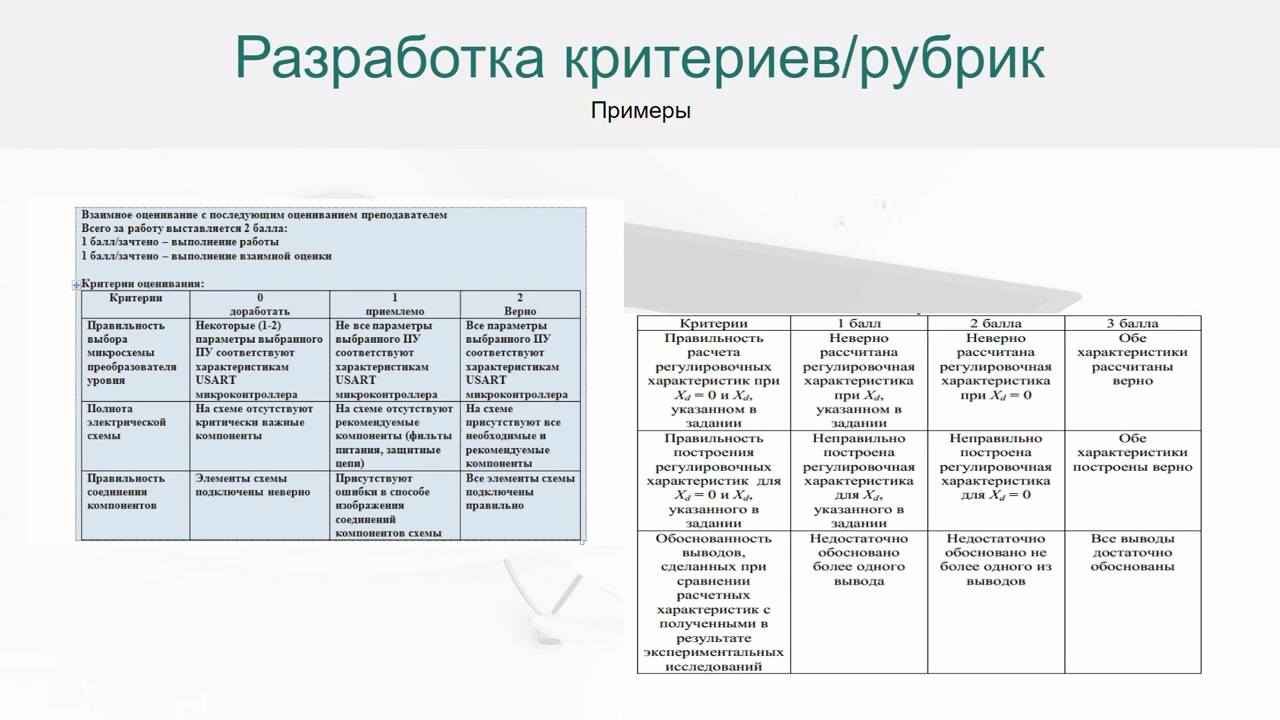 Разработка критериев/рубрик
Примеры
Взаимное оценивание с последующим оцениванием преподавателем
Всего за работу выставляется 2 балла:
1 балл/зачтено – выполнение работы
1 балл/зачтено – выполнение взаимной оценки
Критерии оценивания:
Критерии
0
доработать
1
приемлемо
2
Верно
Правильность
выбора
микросхемы
преобразователя
уровня
Некоторые (1-2)
параметры выбранного
ПУ соответствуют
характеристикам
USART
микроконтроллера
Не все параметры
выбранного ПУ
соответствуют
характеристикам
USART
микроконтроллера
Все параметры
выбранного ПУ
соответствуют
характеристикам
USART
микроконтроллера
Полнота
электрической
схемы
На схеме отсутствуют
критически важные
компоненты
На схеме отсутствуют
рекомендуемые
компоненты (фильты
питания, защитные
цепи)
На схеме
присутствуют все
необходимые и
рекомендуемые
компоненты
Правильность
соединения
компонентов
Элементы схемы
подключены неверно
Присутствуют
ошибки в способе
изображения
соединений
компонентов схемы
Все элементы схемы
подключены
правильно
Критерии
1 балл
2 балла
3 балла
Правильность
расчета
регулировочных
характеристик при
Xd = 0 и Xd,
указанном в
задании
Неверно
рассчитана
регулировочная
характеристика
при Xd,
указанном в
задании
Неверно
рассчитана
регулировочная
характеристика
при Xd = 0
Обе
характеристики
рассчитаны
верно
Правильность
построения
регулировочных
характеристик для
Xd = 0 и Xd,
указанного в
задании
Неправильно
построена
регулировочная
характеристика
для Xd,
указанного в
задании
Неправильно
построена
регулировочная
характеристика
для Xd = 0
Обе
характеристики
построены верно
Обоснованность
выводов,
сделанных при
сравнении
расчетных
характеристик с
полученными в
результате
экспериментальных
исследований
Недостаточно
обосновано
более одного
вывода
Недостаточно
обосновано не
более одного из
выводов
Все выводы
достаточно
обоснованы